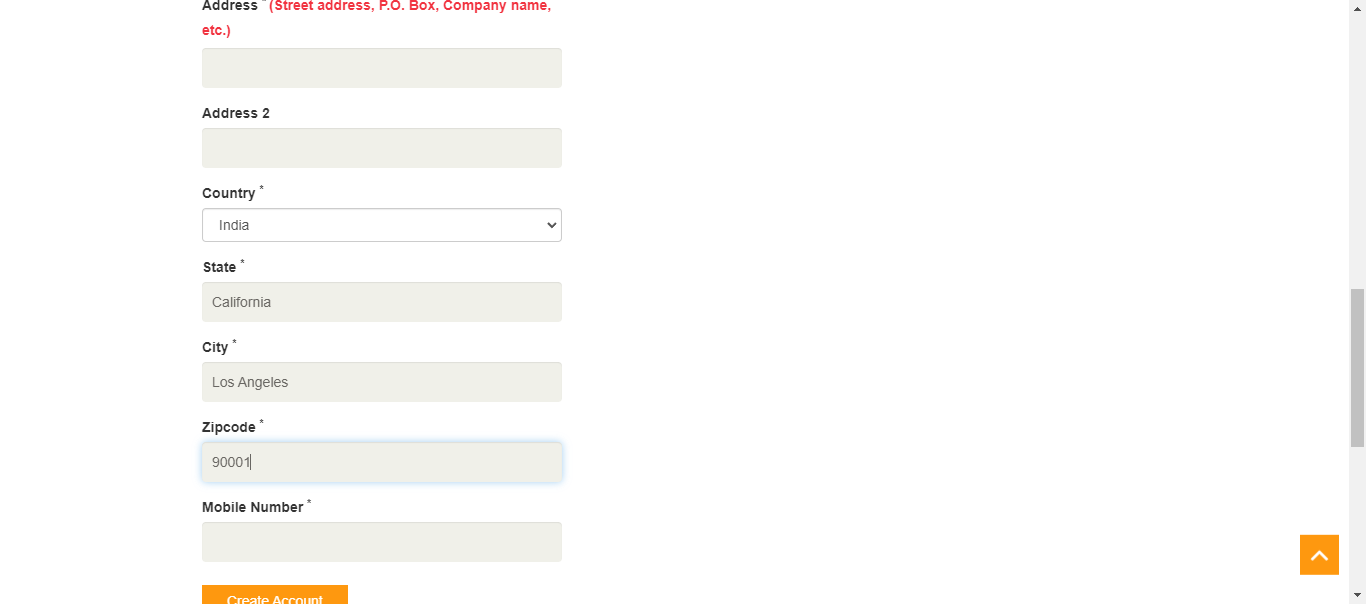 Address * (Street address, P.O. Box, Company name,
etc.)
Address 2
Country *
India
State *
California
City *
Los Angeles
Zipcode *
90001
Mobile Number *
Create Account